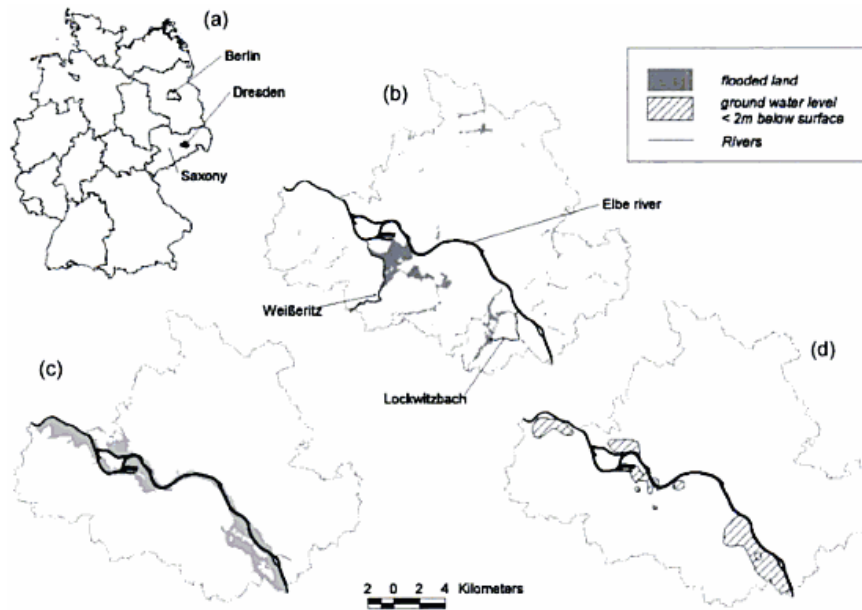 (a)
Berlin
Dresden
Saxony
flooded land
ground water level
< 2m below surface
Rivers
(b)
Elbe river
Weißeritz
Lockwitzbach
(c)
(d)
2 0 2 4 Kilometers